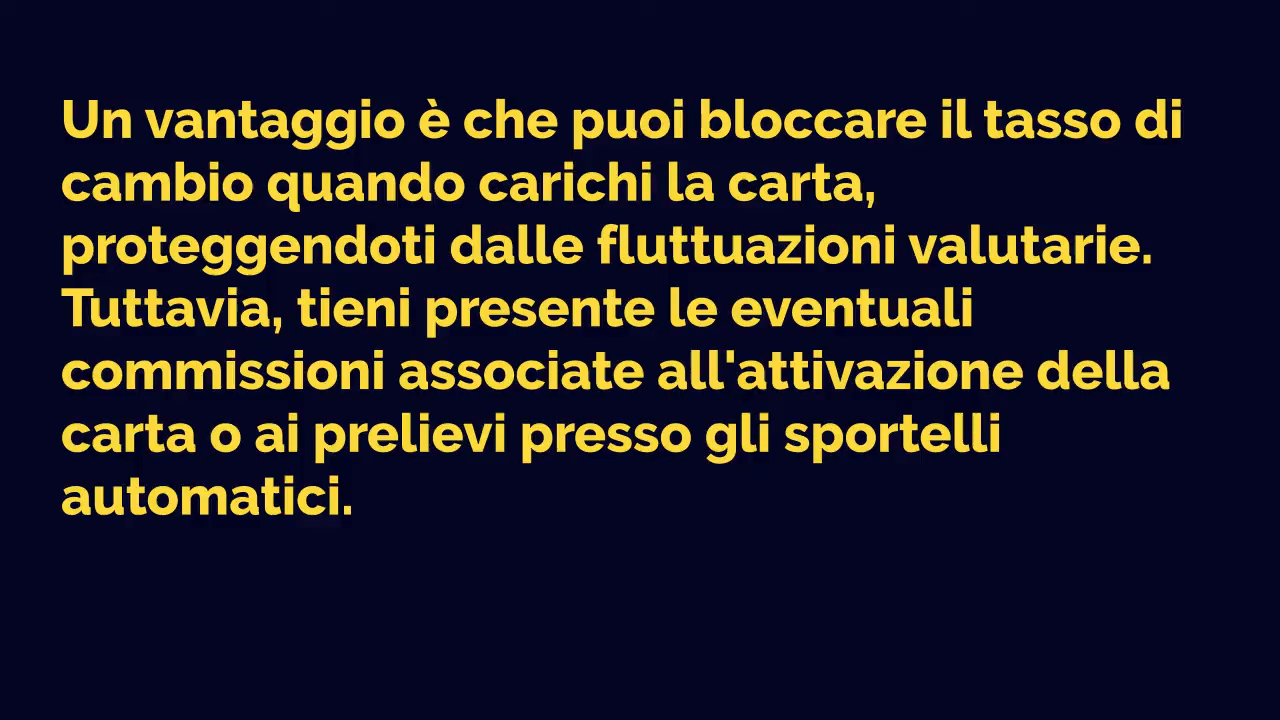 Un vantaggio è che puoi bloccare il tasso di
cambio quando carichi la carta,
proteggendoti dalle fluttuazioni valutarie.
Tuttavia, tieni presente le eventuali
commissioni associate all'attivazione della
carta o ai prelievi presso gli sportelli
automatici.